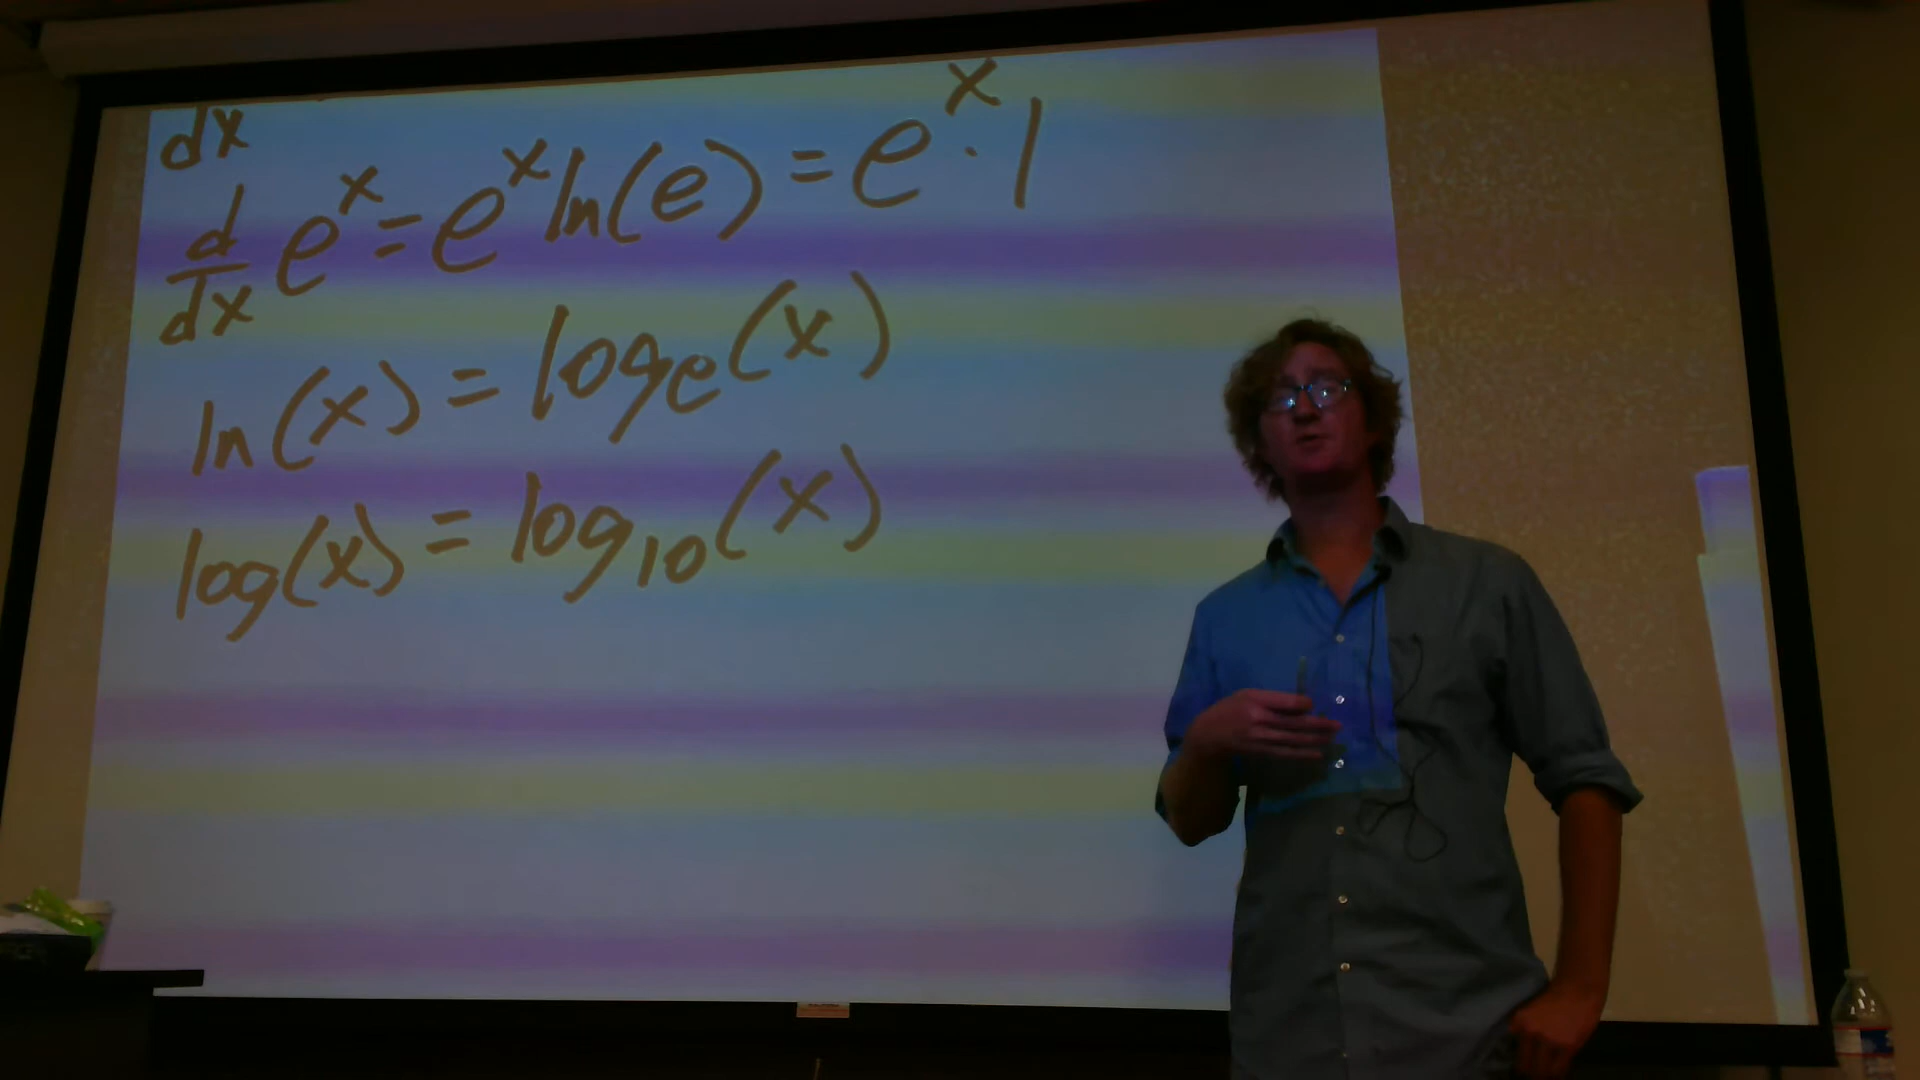 dx
d/dx e^x = e^x ln(e) = e^x · 1
ln(x) = log_e(x)
log(x) = log_10(x)